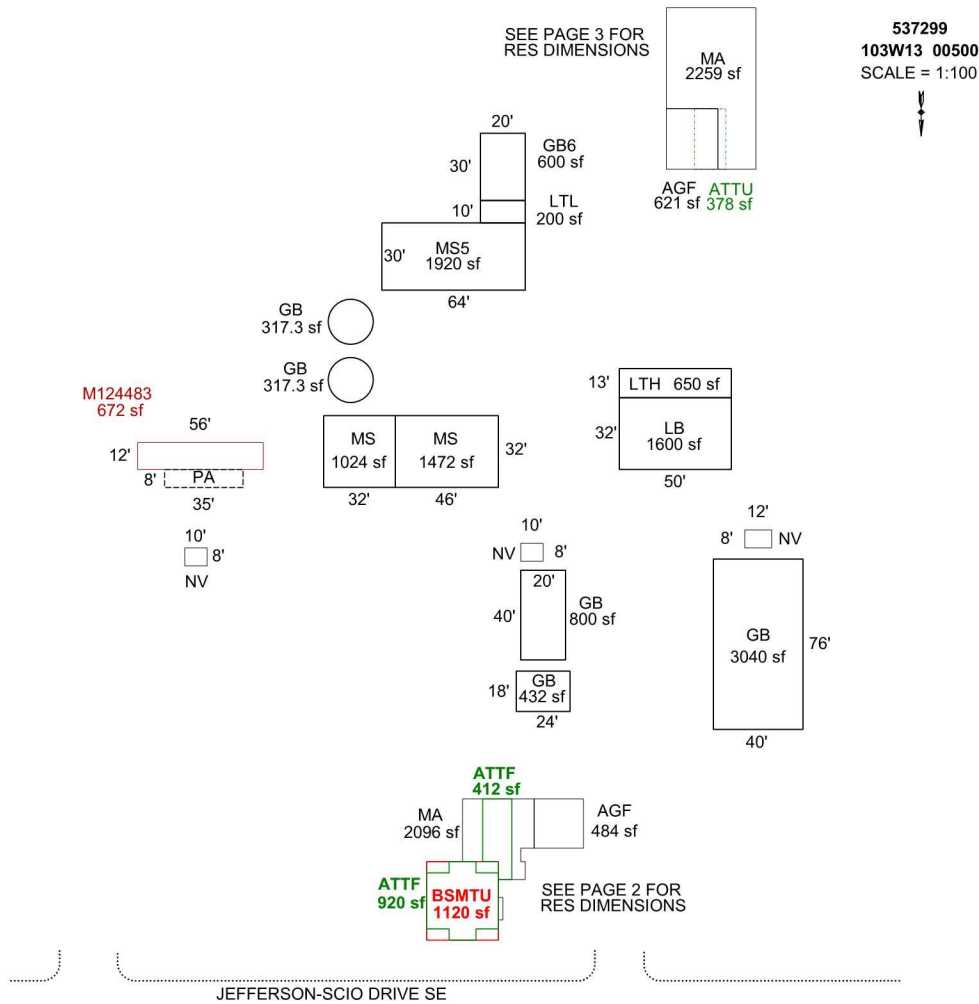 SEE PAGE 3 FOR
RES DIMENSIONS
MA
2259 sf
AGF
621 sf
ATTU
378 sf
537299
103W13 00500
SCALE = 1:100
20'
30'
GB6
600 sf
10'
LTL
200 sf
30'
MS5
1920 sf
64'
GB
317.3 sf
GB
317.3 sf
M124483
672 sf
56'
12'
8'
PA
35'
10'
8'
NV
MS
1024 sf
MS
1472 sf
32'
32'
46'
13'
LTH 650 sf
32'
LB
1600 sf
50'
10'
NV
8'
20'
40'
GB
800 sf
18'
GB
432 sf
24'
12'
8'
NV
GB
3040 sf
76'
40'
ATTF
412 sf
MA
2096 sf
AGF
484 sf
ATTF
920 sf
BSMTU
1120 sf
SEE PAGE 2 FOR
RES DIMENSIONS
JEFFERSON-SCIO DRIVE SE